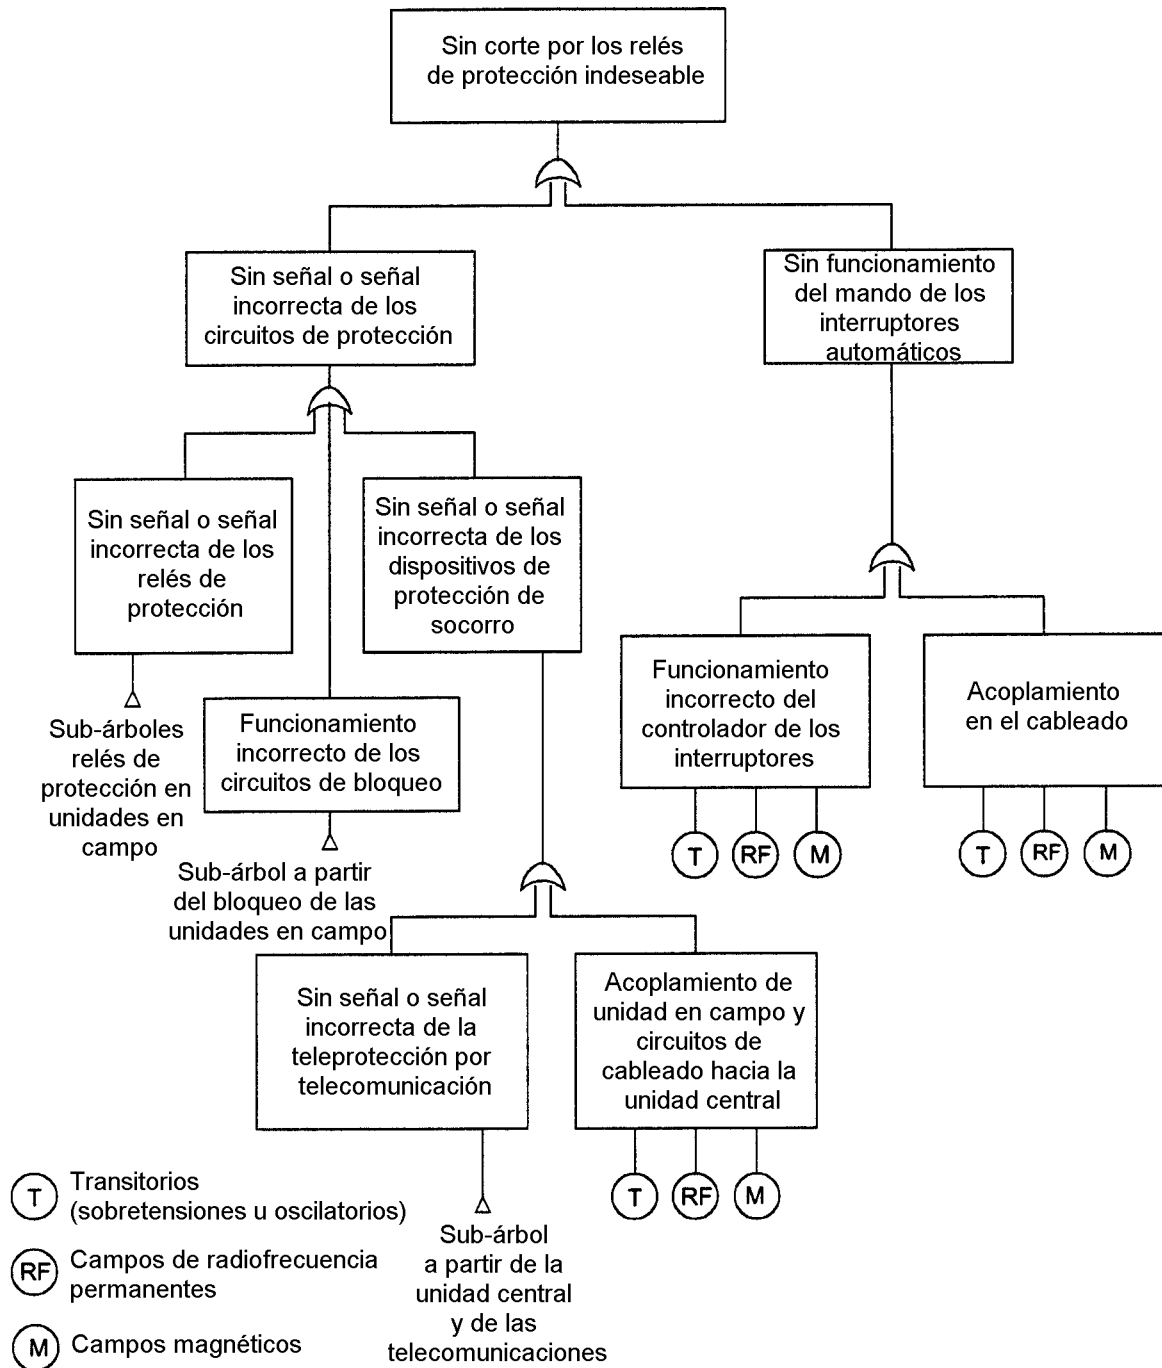 Sin corte por los relés
de protección indeseable
Sin señal o señal
incorrecta de los
circuitos de protección
Sin funcionamiento
del mando de los
interruptores
automáticos
Sin señal o señal
incorrecta de los
relés de
protección
Sin señal o señal
incorrecta de los
dispositivos de
protección de
socorro
Funcionamiento
incorrecto del
controlador de los
interruptores
Acoplamiento
en el cableado
Sub-árboles
relés de
protección en
unidades en
campo
Funcionamiento
incorrecto de los
circuitos de bloqueo
T
RF
M
T
RF
M
Sub-árbol a partir
del bloqueo de las
unidades en campo
Sin señal o señal
incorrecta de la
teleprotección por
telecomunicación
Acoplamiento de
unidad en campo y
circuitos de
cableado hacia la
unidad central
T
RF
M
Sub-árbol
a partir de la
unidad central
y de las
telecomunicaciones
T
Transitorios
(sobretensiones u oscilatorios)
RF
Campos de radiofrecuencia
permanentes
M
Campos magnéticos